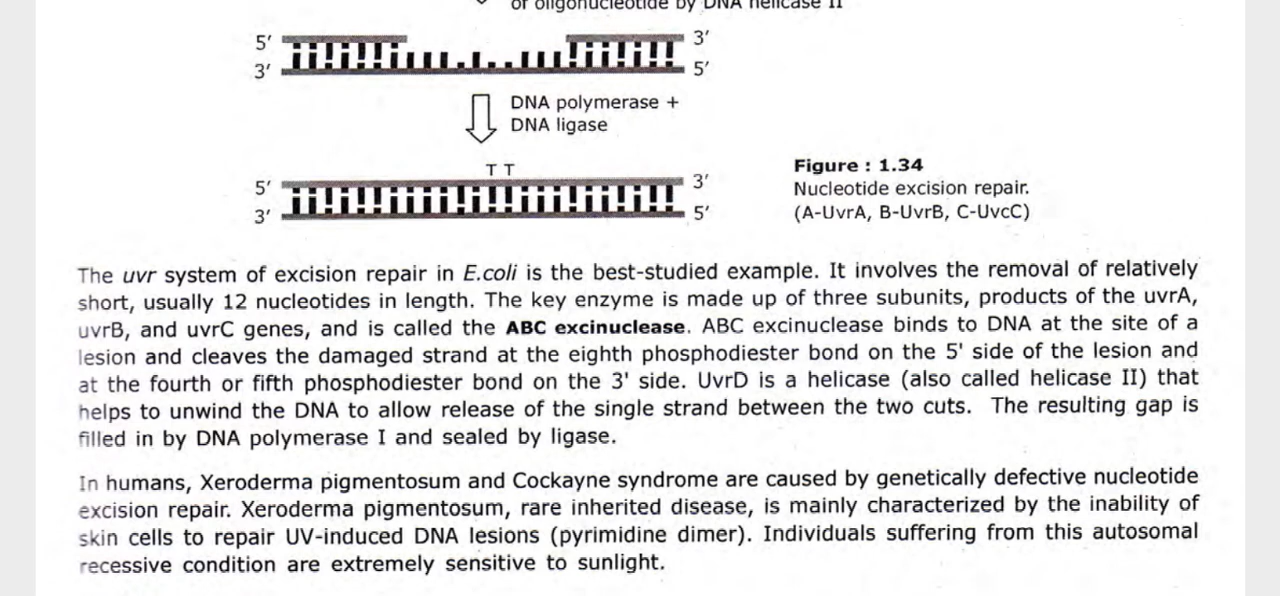 of oligonucleotide by DNA helicase II
5′ 3′
3′ 5′
DNA polymerase +
DNA ligase
T T
5′ 3′
3′ 5′
Figure : 1.34
Nucleotide excision repair.
(A-UvrA, B-UvrB, C-UvcC)
The uvr system of excision repair in E.coli is the best-studied example. It involves the removal of relatively
short, usually 12 nucleotides in length. The key enzyme is made up of three subunits, products of the uvrA,
uvrB, and uvrC genes, and is called the ABC excinuclease. ABC excinuclease binds to DNA at the site of a
lesion and cleaves the damaged strand at the eighth phosphodiester bond on the 5' side of the lesion and
at the fourth or fifth phosphodiester bond on the 3' side. UvrD is a helicase (also called helicase II) that
helps to unwind the DNA to allow release of the single strand between the two cuts. The resulting gap is
filled in by DNA polymerase I and sealed by ligase.
In humans, Xeroderma pigmentosum and Cockayne syndrome are caused by genetically defective nucleotide
excision repair. Xeroderma pigmentosum, rare inherited disease, is mainly characterized by the inability of
skin cells to repair UV-induced DNA lesions (pyrimidine dimer). Individuals suffering from this autosomal
recessive condition are extremely sensitive to sunlight.